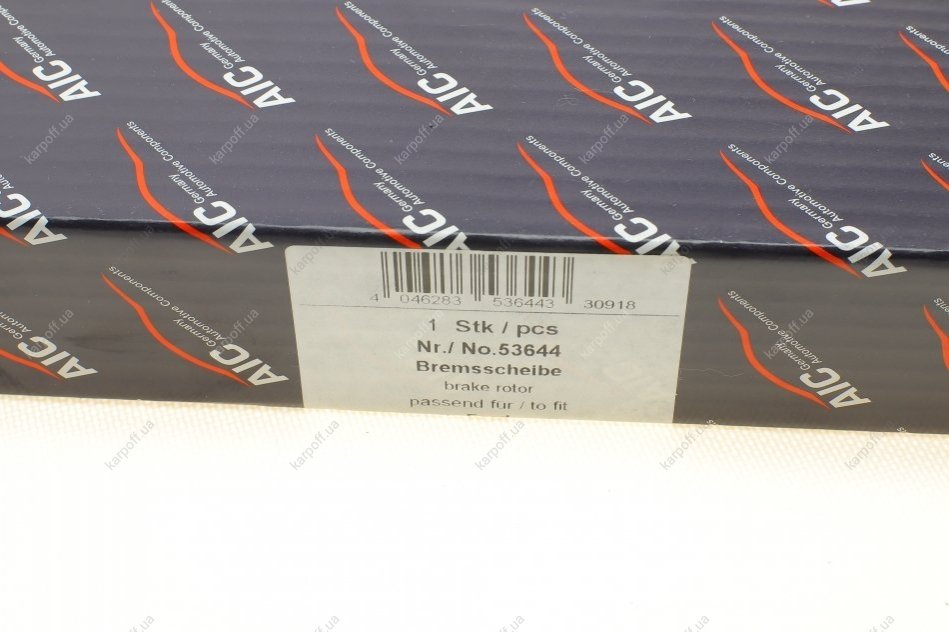 AIC Germany
Automotive Components
4 046283 536443 30918
1 Stk / pcs
Nr./ No.53644
Bremsscheibe
brake rotor
passend fur / to fit
karpoff.ua